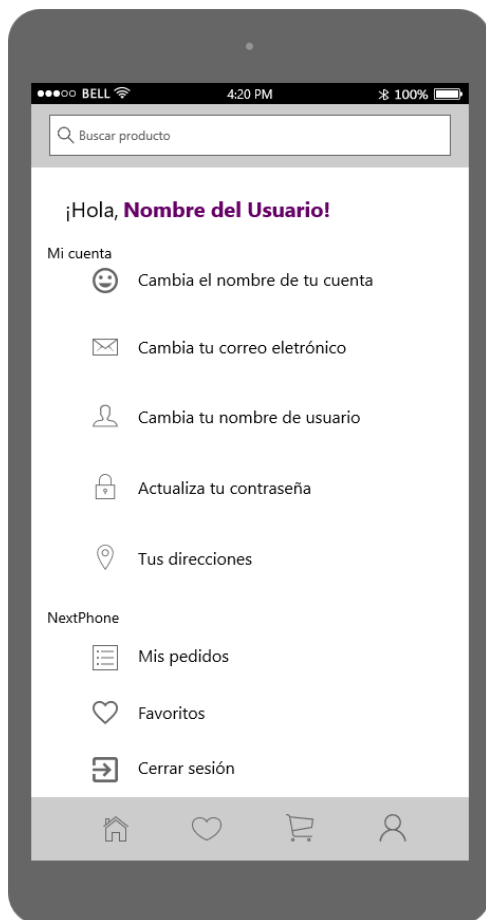 BELL 4:20 PM 100%
Buscar producto
¡Hola, Nombre del Usuario!
Mi cuenta
Cambia el nombre de tu cuenta
Cambia tu correo eletrónico
Cambia tu nombre de usuario
Actualiza tu contraseña
Tus direcciones
NextPhone
Mis pedidos
Favoritos
Cerrar sesión